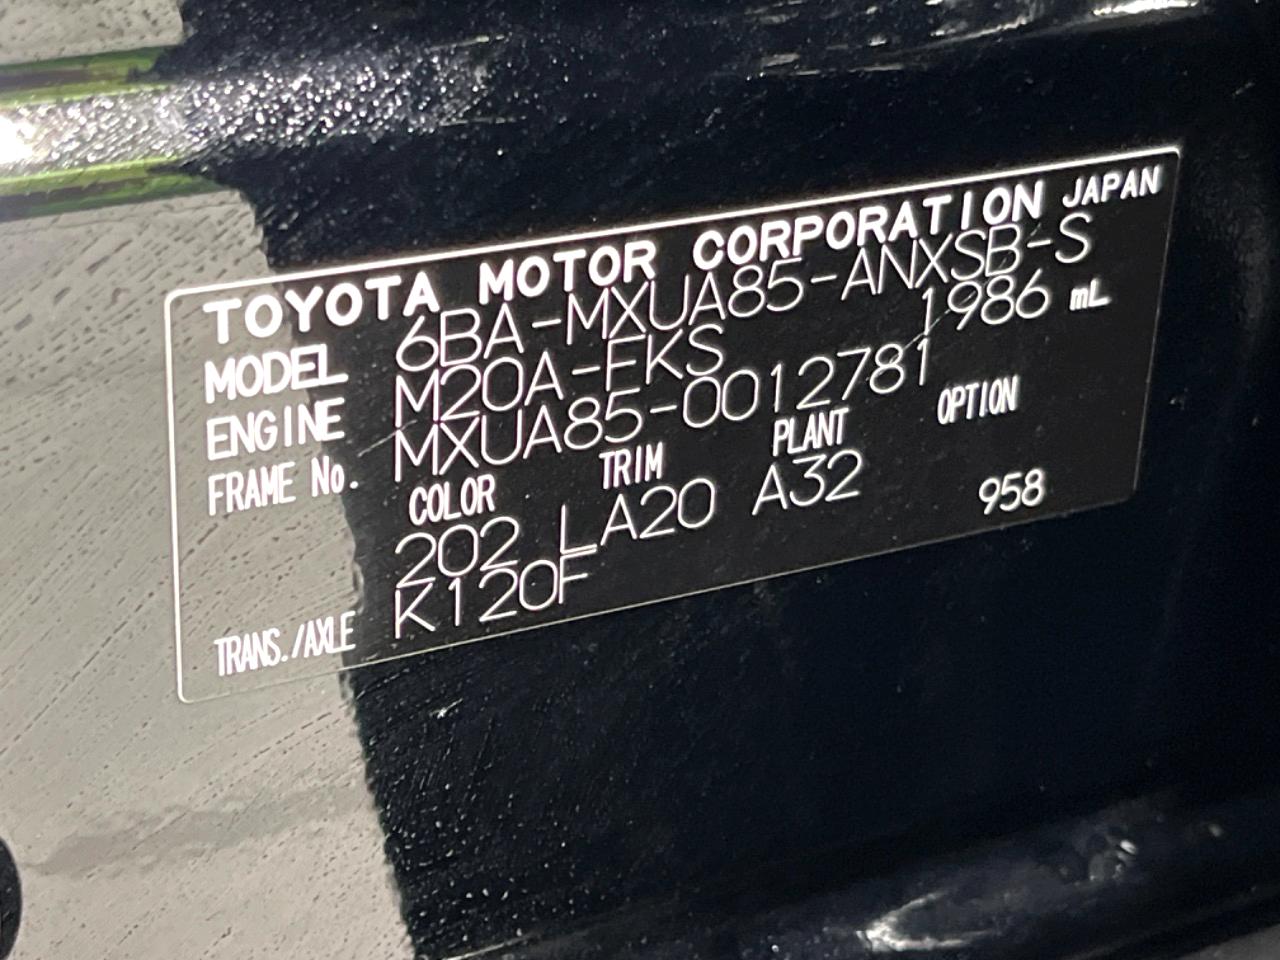 TOYOTA MOTOR CORPORATION JAPAN
MODEL 6BA-MXUA85-ANXSB-S
ENGINE M20A-FKS 1986 mL
FRAME No. MXUA85-0012781
COLOR TRIM PLANT OPTION
202 LA20 A32 958
TRANS./AXLE K120F